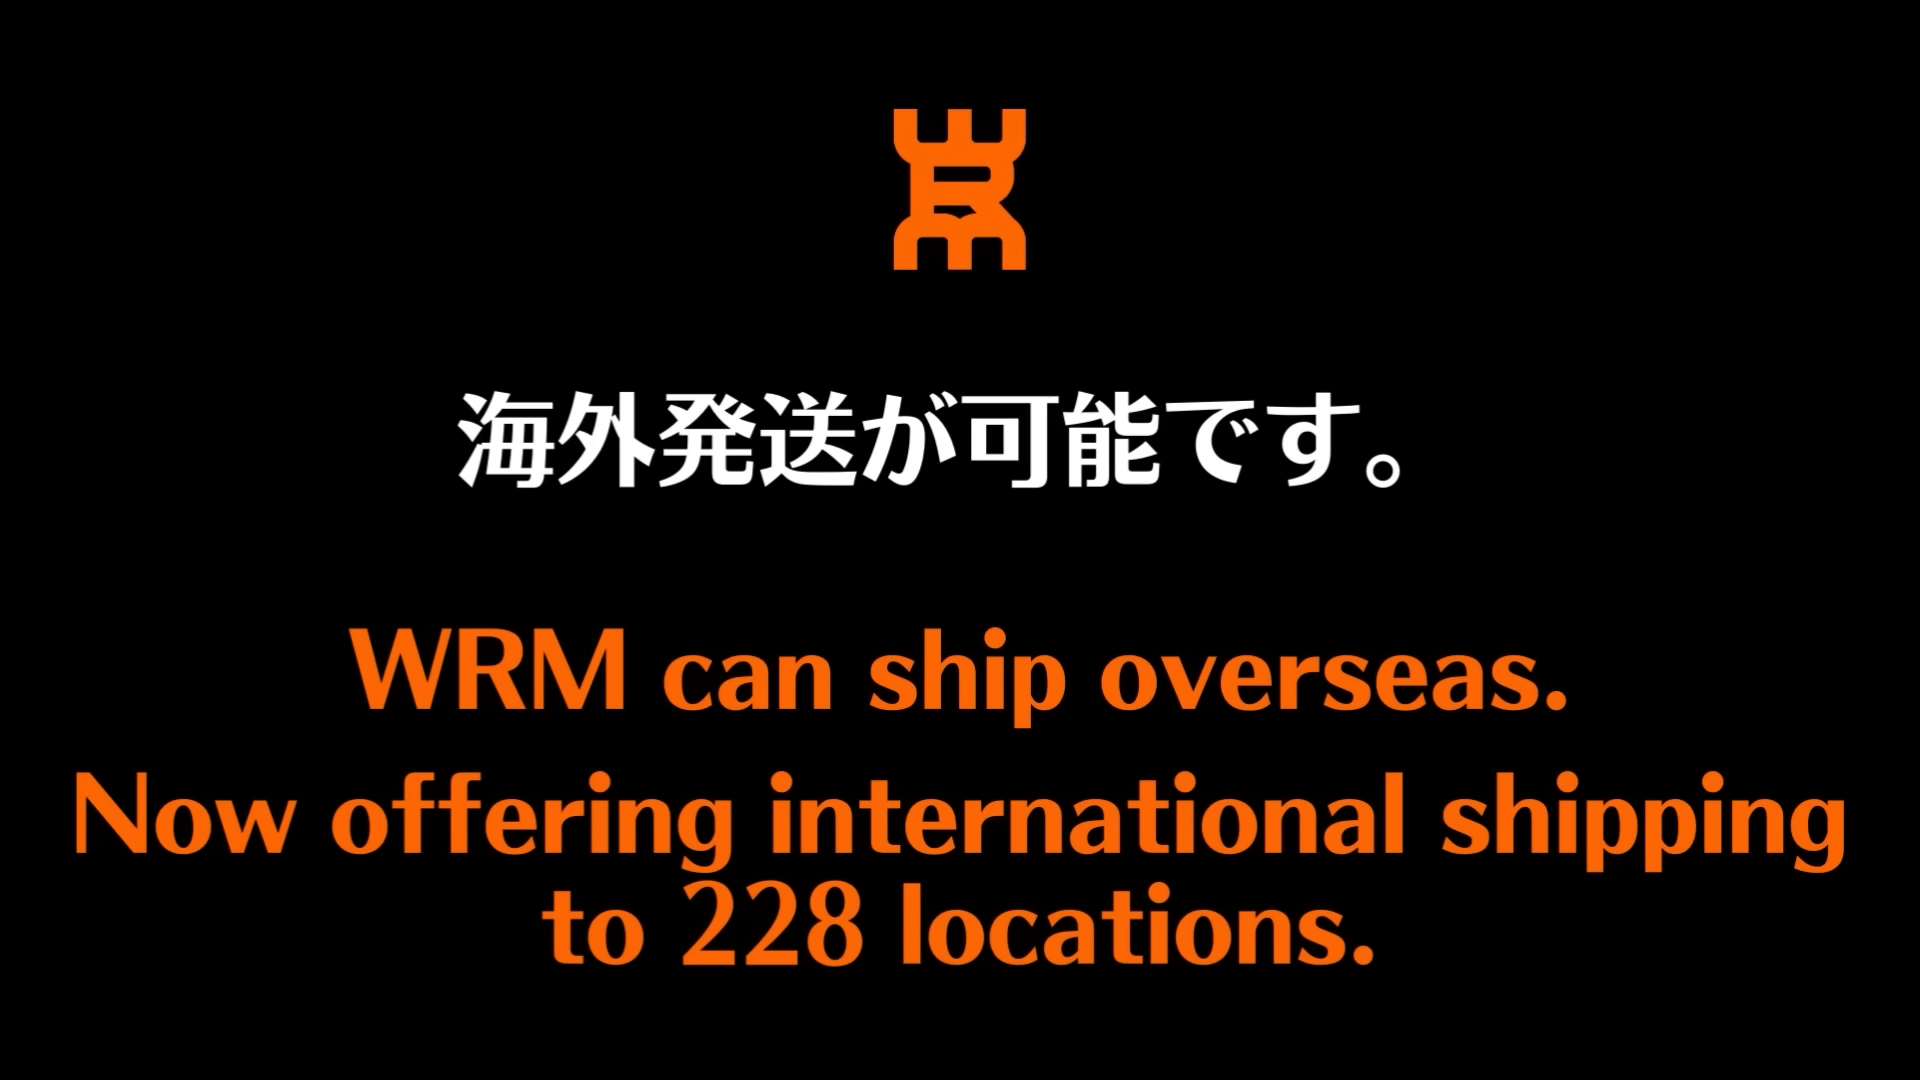 海外発送が可能です。
WRM can ship overseas.
Now offering international shipping
to 228 locations.